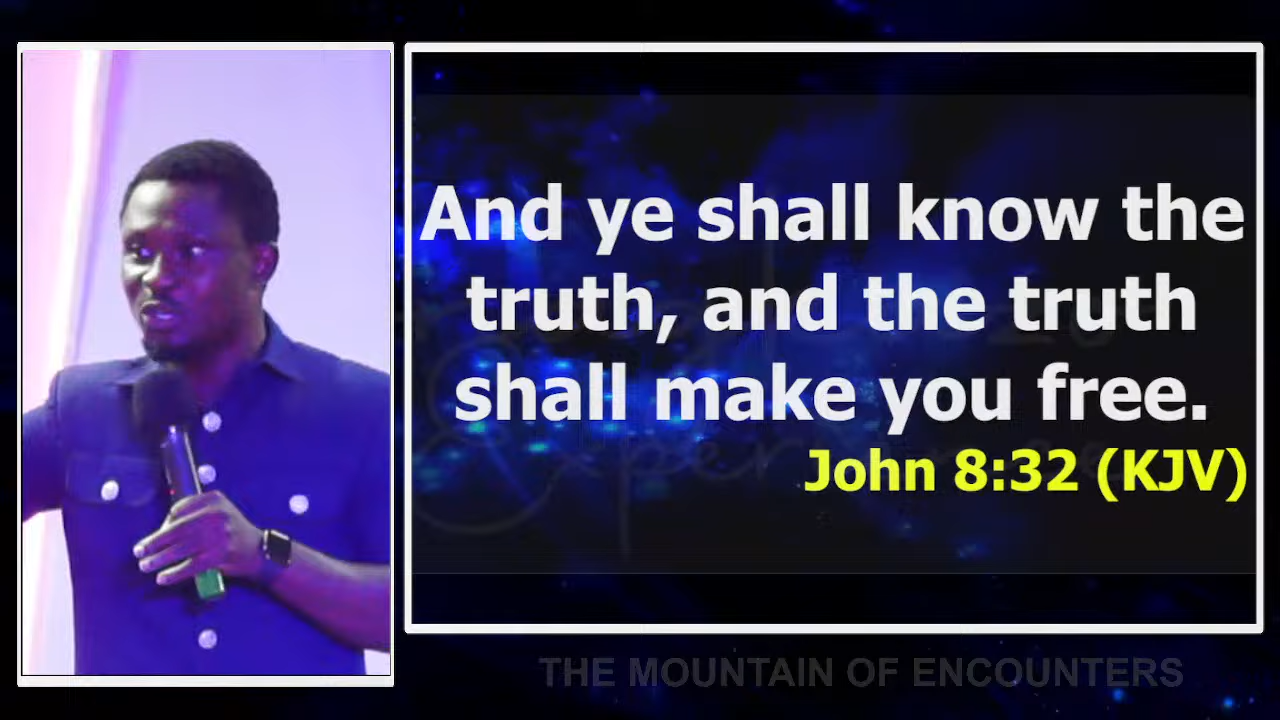 And ye shall know the
truth, and the truth
shall make you free.
John 8:32 (KJV)
THE MOUNTAIN OF ENCOUNTERS